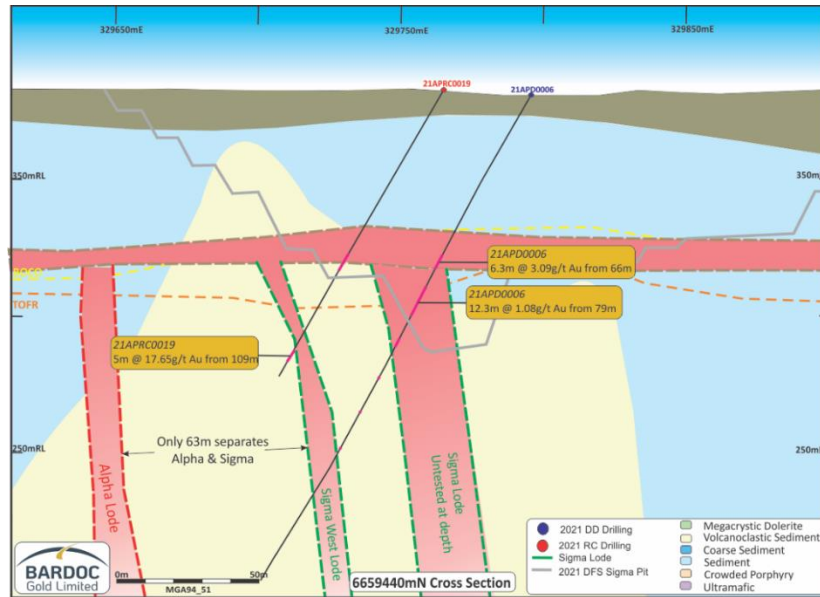 329650mE
329750mE
329850mE
21APRC0019
21APD0006
350mRL
350m
21APD0006
6.3m @ 3.09g/t Au from 66m
BOCO
TOFR
21APD0006
12.3m @ 1.08g/t Au from 79m
21APRC0019
5m @ 17.65g/t Au from 109m
Only 63m separates
Alpha & Sigma
250mRL
250m
Alpha Lode
Sigma West Lode
Sigma Lode
Untested at depth
BARDOC
Gold Limited
0m
50m
MGA94_51
6659440mN Cross Section
2021 DD Drilling
2021 RC Drilling
Sigma Lode
2021 DFS Sigma Pit
Megacrystic Dolerite
Volcanoclastic Sediment
Coarse Sediment
Sediment
Crowded Porphyry
Ultramafic